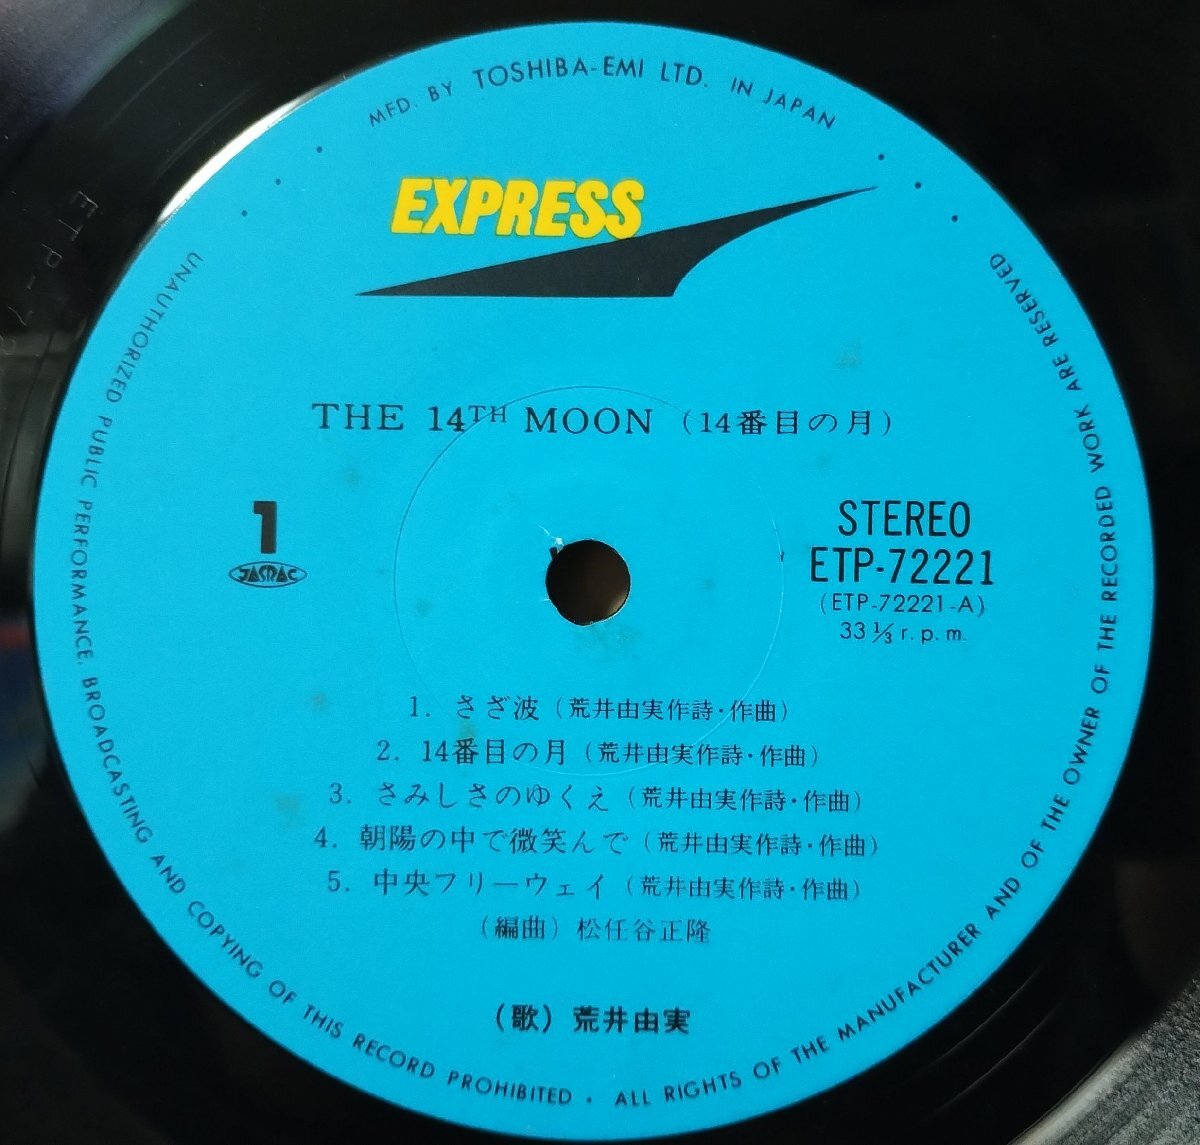 MFD. BY TOSHIBA-EMI LTD. IN JAPAN
EXPRESS
THE 14TH MOON (14番目の月)
1
JASRAC
STEREO
ETP-72221
(ETP-72221-A)
33 1/3 r.p.m.
1. さざ波 (荒井由実作詩・作曲)
2. 14番目の月 (荒井由実作詩・作曲)
3. さみしさのゆくえ (荒井由実作詩・作曲)
4. 朝陽の中で微笑んで (荒井由実作詩・作曲)
5. 中央フリーウェイ (荒井由実作詩・作曲)
(編曲) 松任谷正隆
(歌) 荒井由実
UNAUTHORIZED PUBLIC PERFORMANCE, BROADCASTING AND COPYING OF THIS RECORD PROHIBITED . ALL RIGHTS OF THE MANUFACTURER AND OF THE OWNER OF THE RECORDED WORK ARE RESERVED
ETP-7